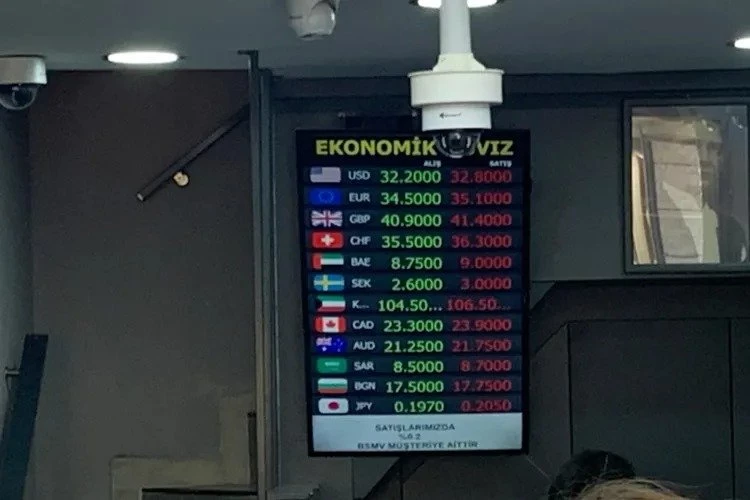 EKONOMİK VIZ
ALIŞ SATIŞ
USD 32.2000 32.8000
EUR 34.5000 35.1000
GBP 40.9000 41.4000
CHF 35.5000 36.3000
BAE 8.7500 9.0000
SEK 2.6000 3.0000
K... 104.50... 106.50...
CAD 23.3000 23.9000
AUD 21.2500 21.7500
SAR 8.5000 8.7000
BGN 17.5000 17.7500
JPY 0.1970 0.2050
SATIŞLARIMIZDA
%0.2
BSMV MÜŞTERİYE AİTTİR